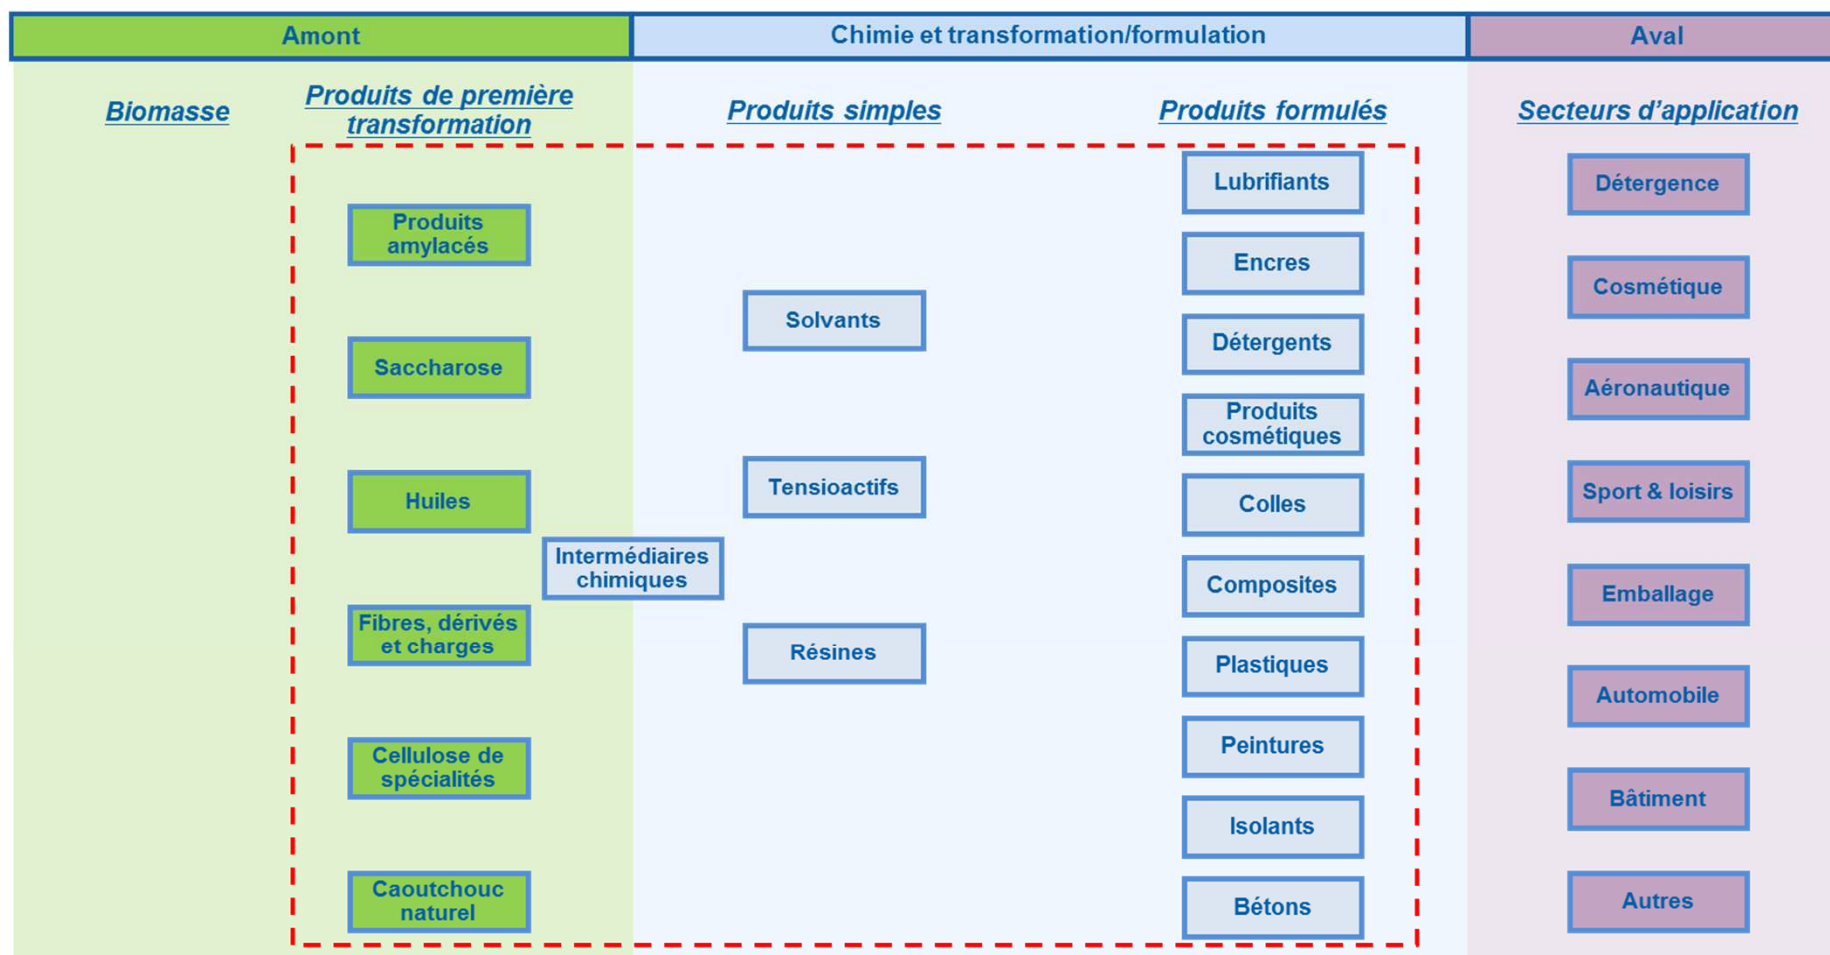 Amont
Chimie et transformation/formulation
Aval
Biomasse
Produits de première
transformation
Produits simples
Produits formulés
Secteurs d'application
Produits
amylacés
Saccharose
Huiles
Fibres, dérivés
et charges
Cellulose de
spécialités
Caoutchouc
naturel
Intermédiaires
chimiques
Solvants
Tensioactifs
Résines
Lubrifiants
Encres
Détergents
Produits
cosmétiques
Colles
Composites
Plastiques
Peintures
Isolants
Bétons
Détergence
Cosmétique
Aéronautique
Sport & loisirs
Emballage
Automobile
Bâtiment
Autres